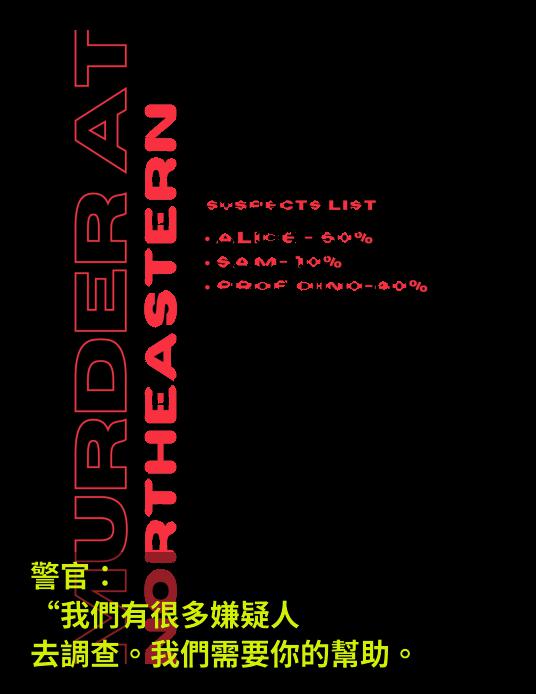 MURDER AT
NORTHEASTERN
SUSPECTS LIST
• ALICE - 50%
• SAM- 10%
• PROF DINO-40%
警官：
“我們有很多嫌疑人
去調查。我們需要你的幫助。